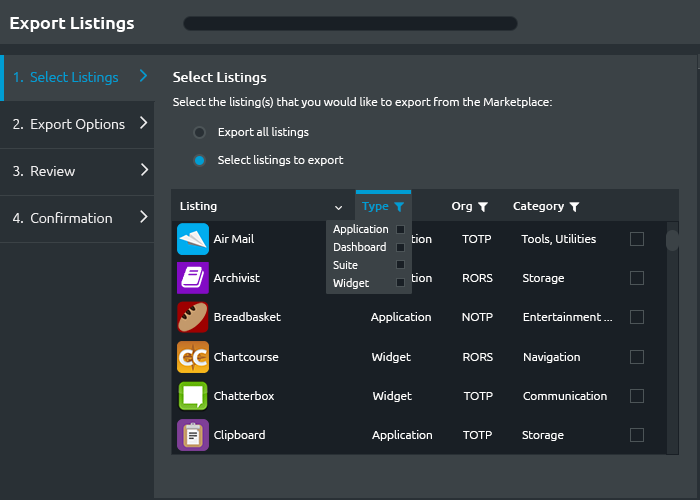 Export Listings
1. Select Listings
2. Export Options
3. Review
4. Confirmation
Select Listings
Select the listing(s) that you would like to export from the Marketplace:
Export all listings
Select listings to export
Listing Type Org Category
Application
Dashboard
Suite
Widget
Air Mail tion TOTP Tools, Utilities
Archivist tion RORS Storage
Breadbasket Application NOTP Entertainment ...
Chartcourse Widget RORS Navigation
Chatterbox Widget TOTP Communication
Clipboard Application TOTP Storage